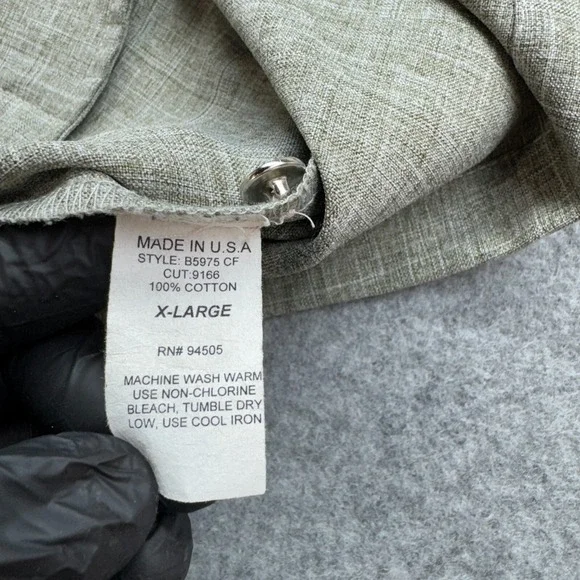 MADE IN U.S.A
STYLE: B5975 CF
CUT:9166
100% COTTON
X-LARGE
RN# 94505
MACHINE WASH WARM
USE NON-CHLORINE
BLEACH, TUMBLE DRY
LOW, USE COOL IRON